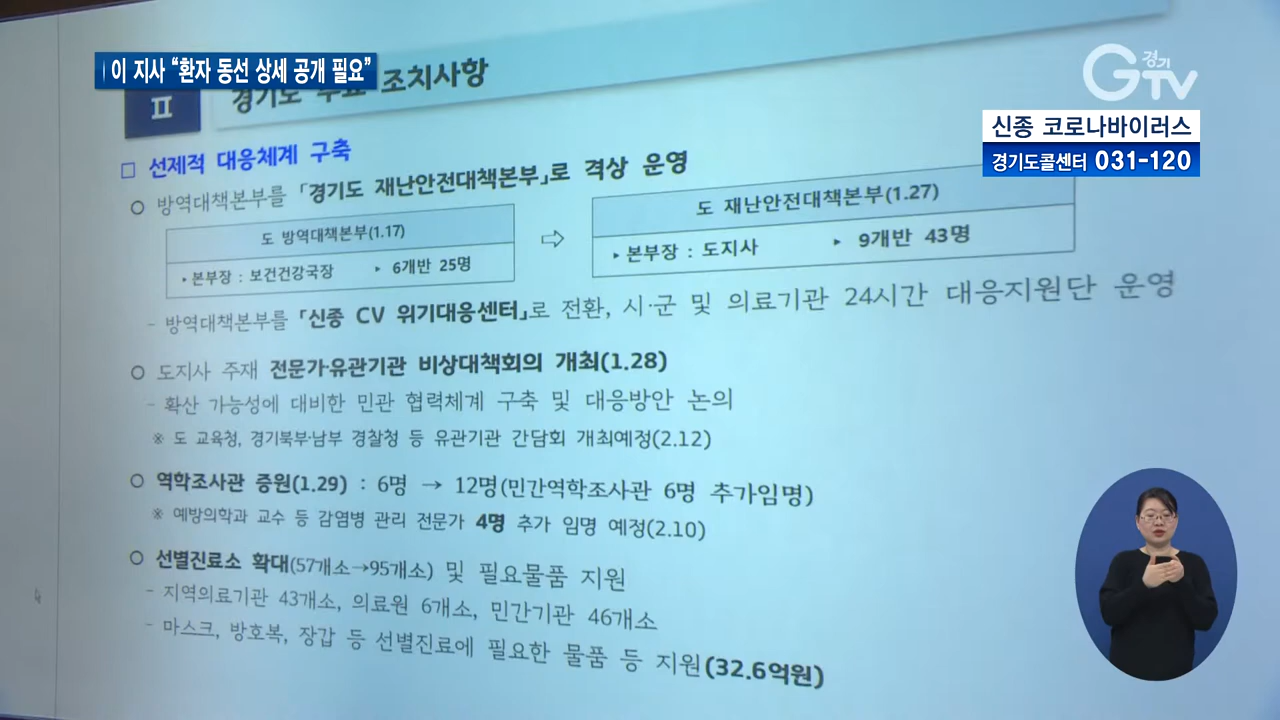 이 지사 “환자 동선 상세 공개 필요”
경기 GTV
신종 코로나바이러스
경기도콜센터 031-120
Ⅱ 경기도 주요 조치사항
□ 선제적 대응체계 구축
○ 방역대책본부를 「경기도 재난안전대책본부」로 격상 운영
도 방역대책본부(1.17)
▸본부장 : 보건건강국장 ▸ 6개반 25명
⇨
도 재난안전대책본부(1.27)
▸본부장 : 도지사 ▸ 9개반 43명
- 방역대책본부를 「신종 CV 위기대응센터」로 전환, 시·군 및 의료기관 24시간 대응지원단 운영
○ 도지사 주재 전문가·유관기관 비상대책회의 개최(1.28)
- 확산 가능성에 대비한 민관 협력체계 구축 및 대응방안 논의
※ 도 교육청, 경기북부·남부 경찰청 등 유관기관 간담회 개최예정(2.12)
○ 역학조사관 증원(1.29) : 6명 → 12명(민간역학조사관 6명 추가임명)
※ 예방의학과 교수 등 감염병 관리 전문가 4명 추가 임명 예정(2.10)
○ 선별진료소 확대(57개소→95개소) 및 필요물품 지원
- 지역의료기관 43개소, 의료원 6개소, 민간기관 46개소
- 마스크, 방호복, 장갑 등 선별진료에 필요한 물품 등 지원(32.6억원)